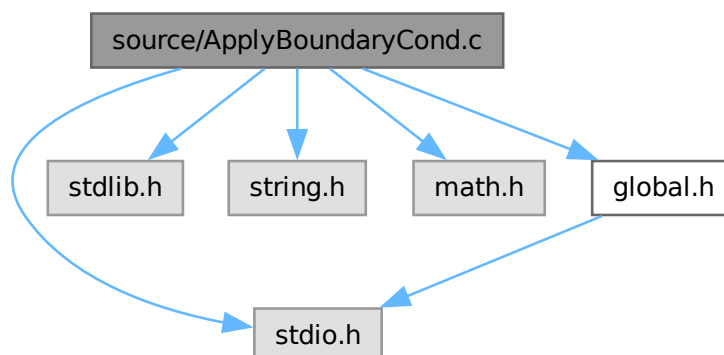 source/ApplyBoundaryCond.c
stdlib.h
string.h
math.h
global.h
stdio.h